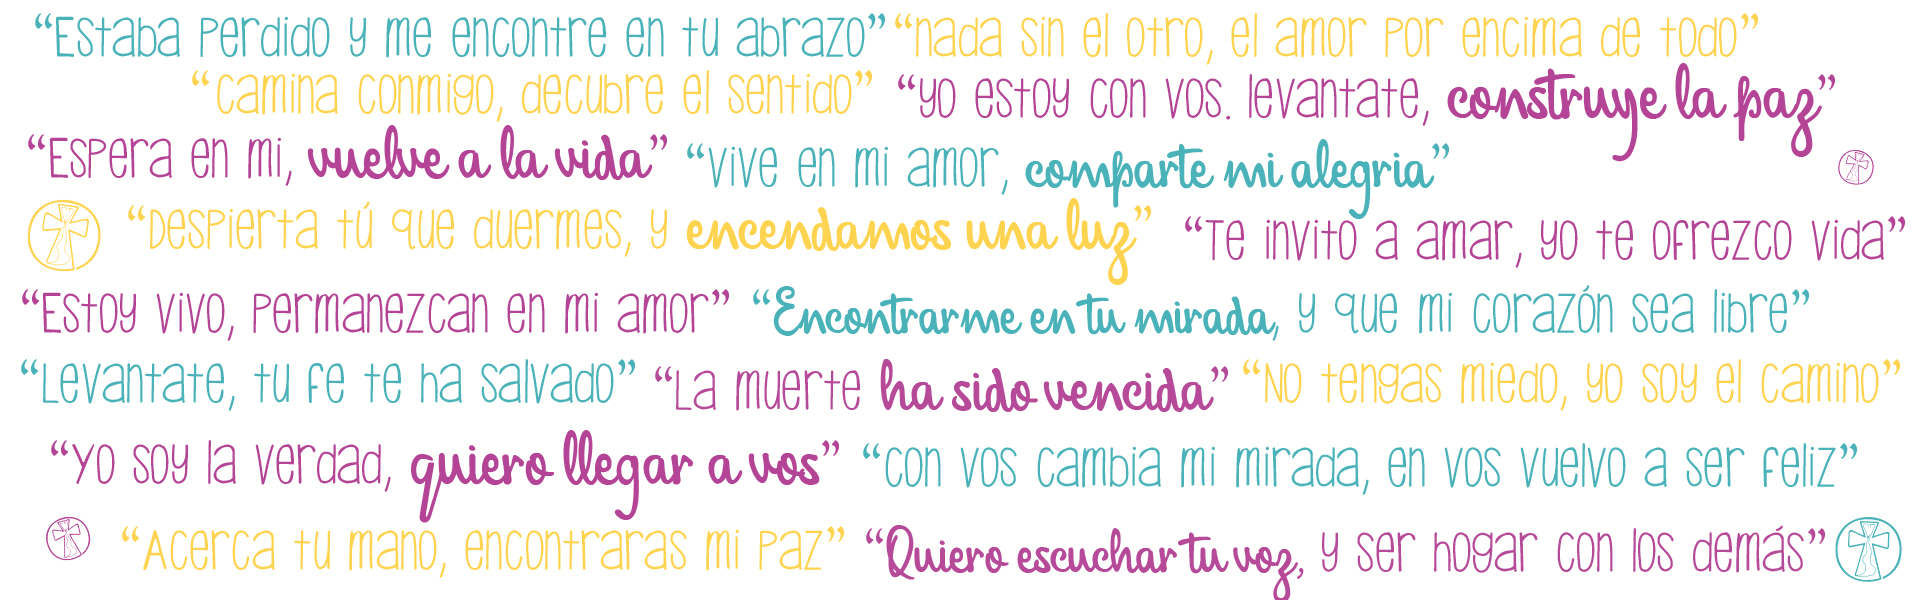 “Estaba perdido y me encontre en tu abrazo” “nada sin el otro, el amor por encima de todo”
“camina conmigo, decubre el sentido” “yo estoy con vos. levantate, construye la paz”
“Espera en mi, vuelve a la vida” “vive en mi amor, comparte mi alegria”
“Despierta tú que duermes, y encendamos una luz” “Te invito a amar, yo te ofrezco vida”
“Estoy vivo, permanezcan en mi amor” “Encontrarme en tu mirada, y que mi corazón sea libre”
“Levantate, tu fe te ha salvado” “La muerte ha sido vencida” “No tengas miedo, yo soy el camino”
“Yo soy la verdad, quiero llegar a vos” “con vos cambia mi mirada, en vos vuelvo a ser feliz”
“Acerca tu mano, encontraras mi paz” “Quiero escuchar tu voz, y ser hogar con los demás”